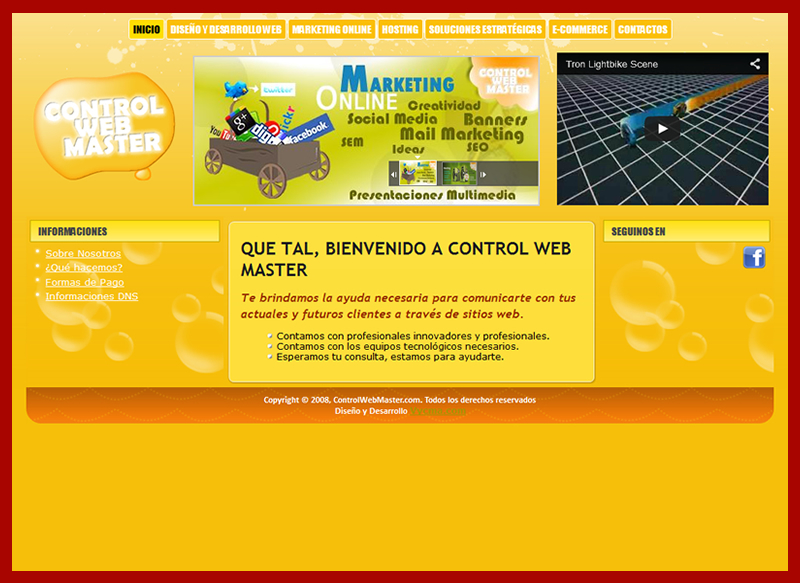 INICIO
DISEÑO Y DESARROLLO WEB
MARKETING ONLINE
HOSTING
SOLUCIONES ESTRATÉGICAS
E-COMMERCE
CONTACTOS
CONTROL
WEB
MASTER
twitter
MARKETING
ONLINE
CONTROL
WEB
MASTER
Creatividad
Social Media
Banners
Mail Marketing
SEM
Ideas
SEO
Presentaciones Multimedia
You
digg
g+
facebook
Tron Lightbike Scene
INFORMACIONES
Sobre Nosotros
¿Qué hacemos?
Formas de Pago
Informaciones DNS
QUE TAL, BIENVENIDO A CONTROL WEB
MASTER
Te brindamos la ayuda necesaria para comunicarte con tus
actuales y futuros clientes a través de sitios web.
Contamos con profesionales innovadores y profesionales.
Contamos con los equipos tecnológicos necesarios.
Esperamos tu consulta, estamos para ayudarte.
SEGUINOS EN
f
Copyright © 2008, ControlWebMaster.com. Todos los derechos reservados
Diseño y Desarrollo